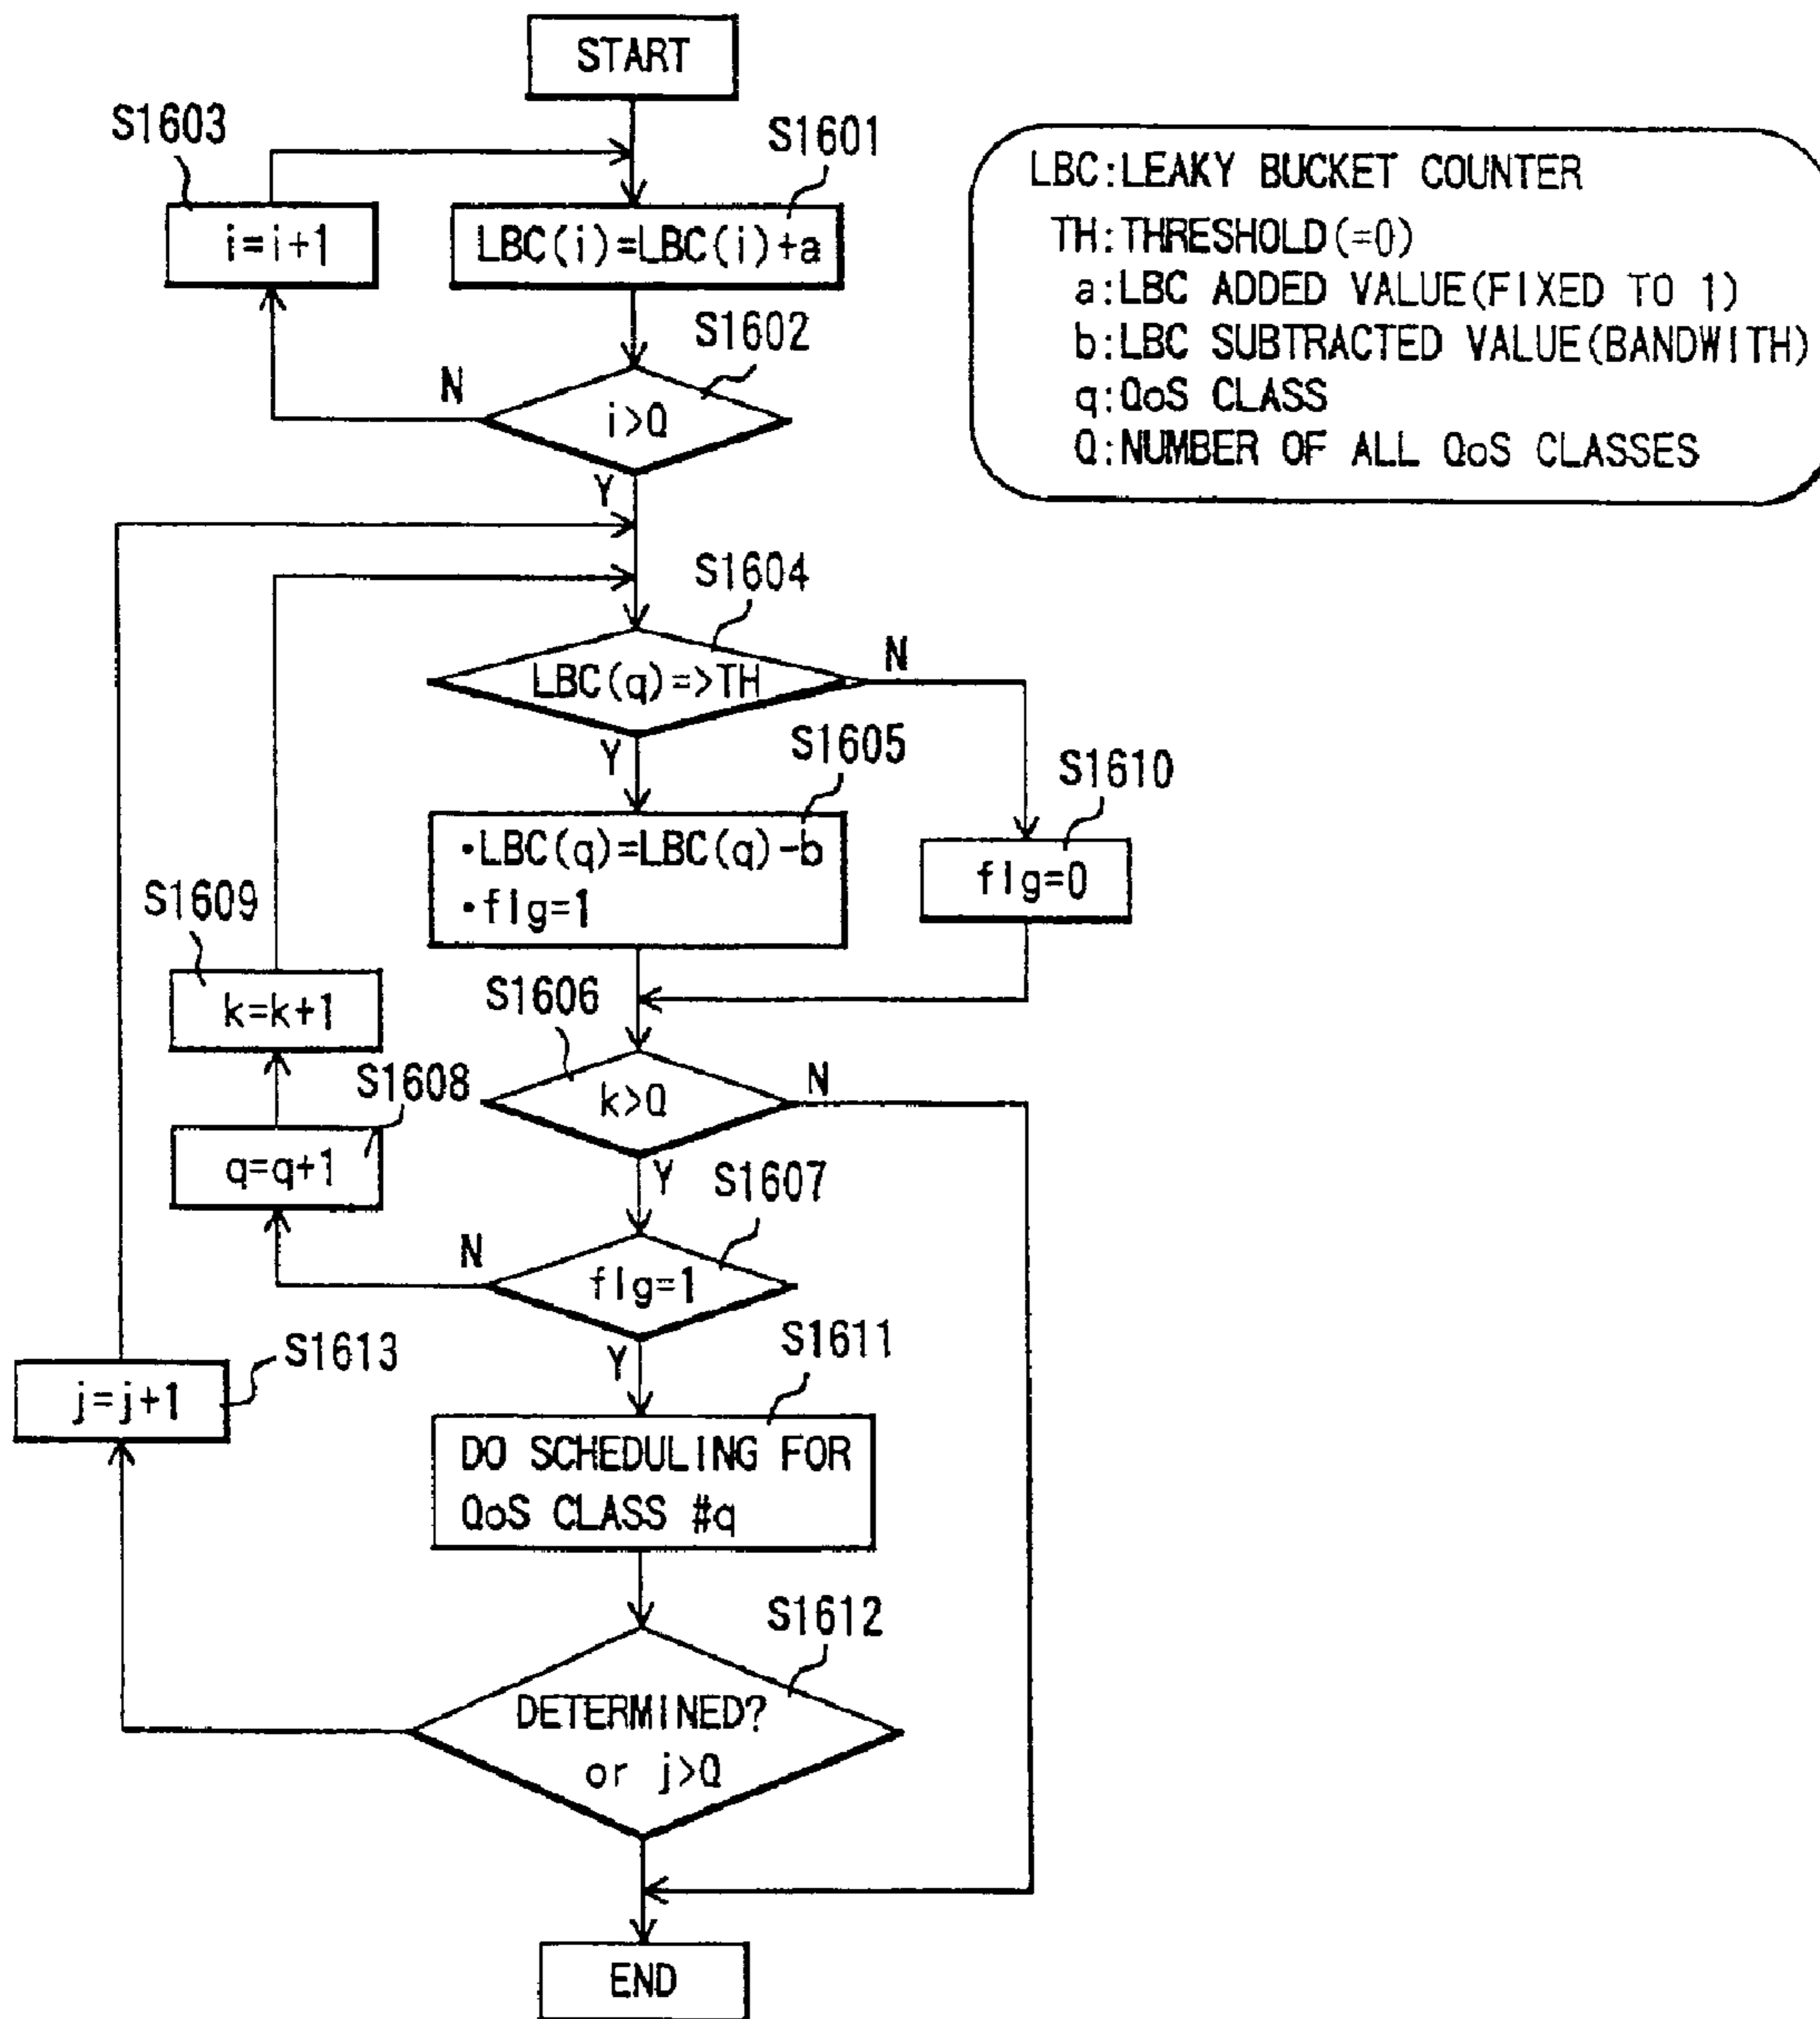 START
S1603
S1601
i=i+1
LBC(i)=LBC(i)+a
S1602
N
i>Q
Y
LBC:LEAKY BUCKET COUNTER
TH:THRESHOLD(=0)
a:LBC ADDED VALUE(FIXED TO 1)
b:LBC SUBTRACTED VALUE(BANDWITH)
q:QoS CLASS
Q:NUMBER OF ALL QoS CLASSES
S1604
LBC(q)=>TH
N
Y
S1605
S1610
•LBC(q)=LBC(q)-b
•flg=1
flg=0
S1609
k=k+1
S1606
k>Q
N
Y
S1608
q=q+1
S1607
N
flg=1
Y
S1613
j=j+1
S1611
DO SCHEDULING FOR
QoS CLASS #q
S1612
DETERMINED?
or j>Q
END